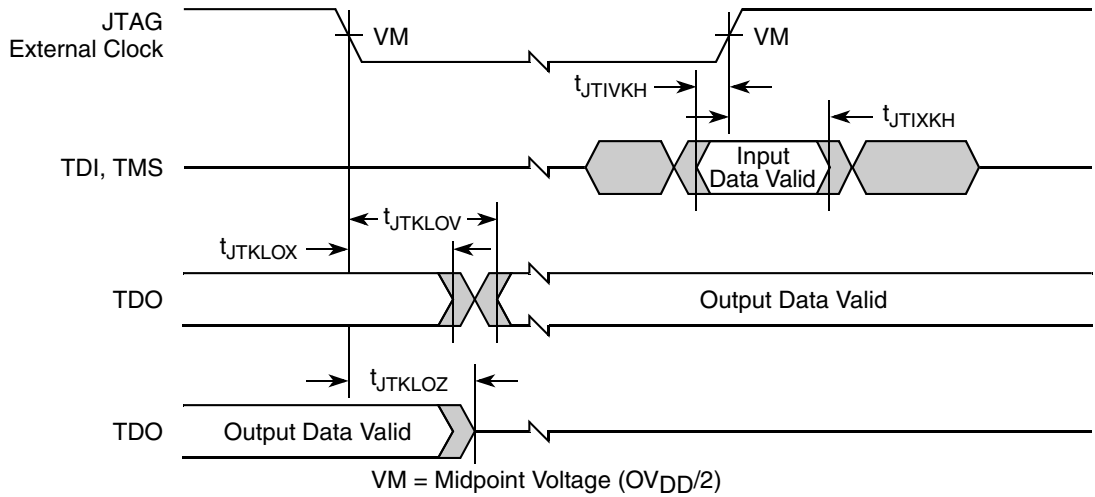 JTAG
External Clock
VM
VM
tJTIVKH
tJTIXKH
TDI, TMS
Input
Data Valid
tJTKLOV
tJTKLOX
TDO
Output Data Valid
tJTKLOZ
TDO
Output Data Valid
VM = Midpoint Voltage (OVDD/2)